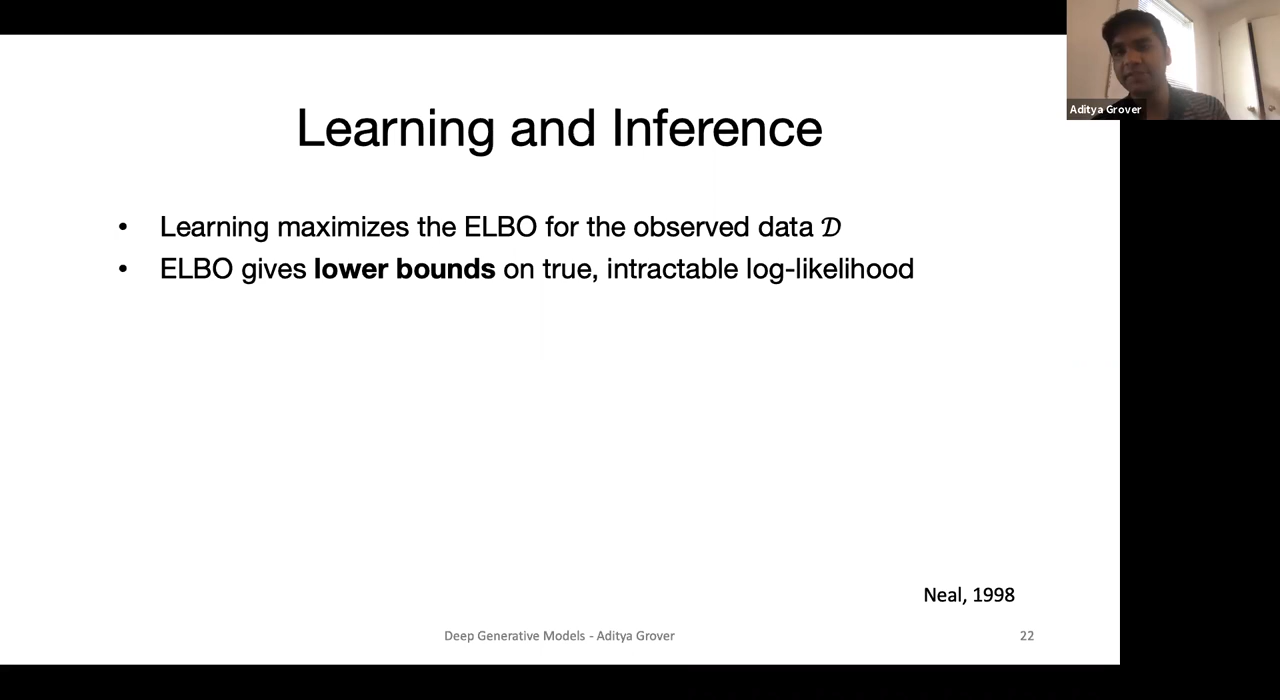 Aditya Grover
Learning and Inference
• Learning maximizes the ELBO for the observed data 𝒟
• ELBO gives lower bounds on true, intractable log-likelihood
Neal, 1998
Deep Generative Models - Aditya Grover
22